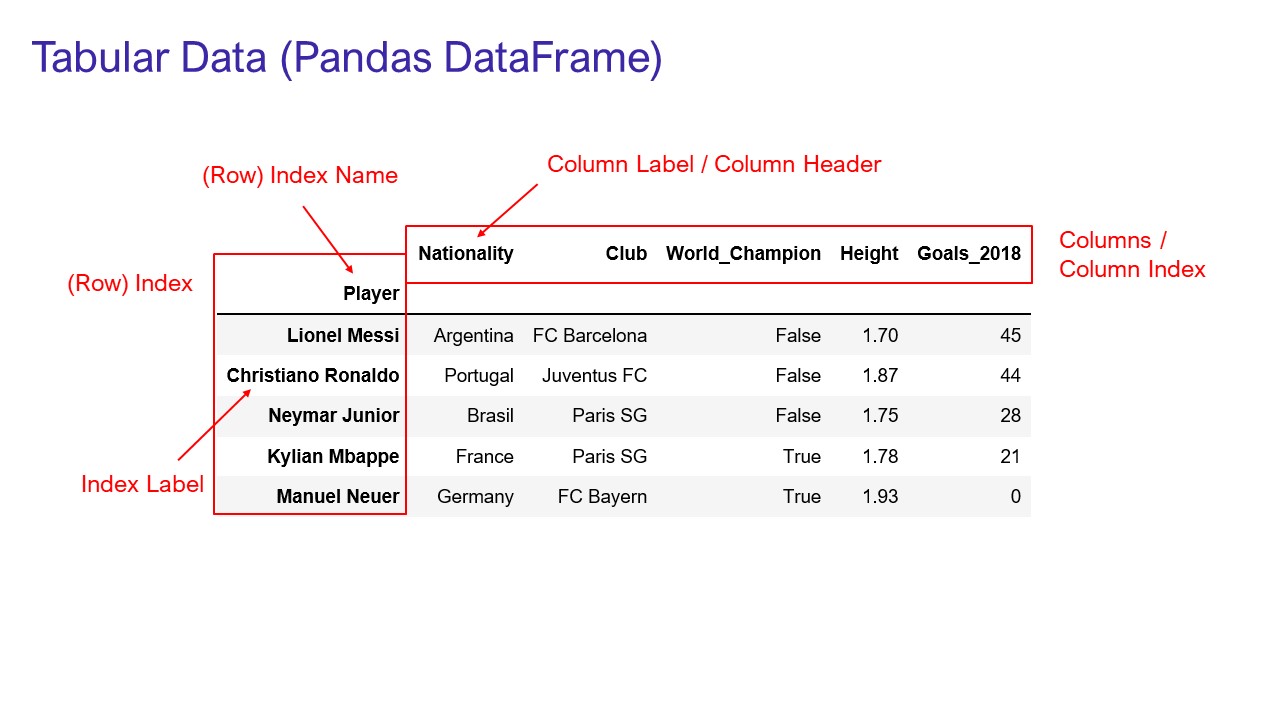 Tabular Data (Pandas DataFrame)
(Row) Index Name
Column Label / Column Header
Columns /
Column Index
(Row) Index
Nationality Club World_Champion Height Goals_2018
Player
Lionel Messi Argentina FC Barcelona False 1.70 45
Christiano Ronaldo Portugal Juventus FC False 1.87 44
Neymar Junior Brasil Paris SG False 1.75 28
Kylian Mbappe France Paris SG True 1.78 21
Index Label
Manuel Neuer Germany FC Bayern True 1.93 0